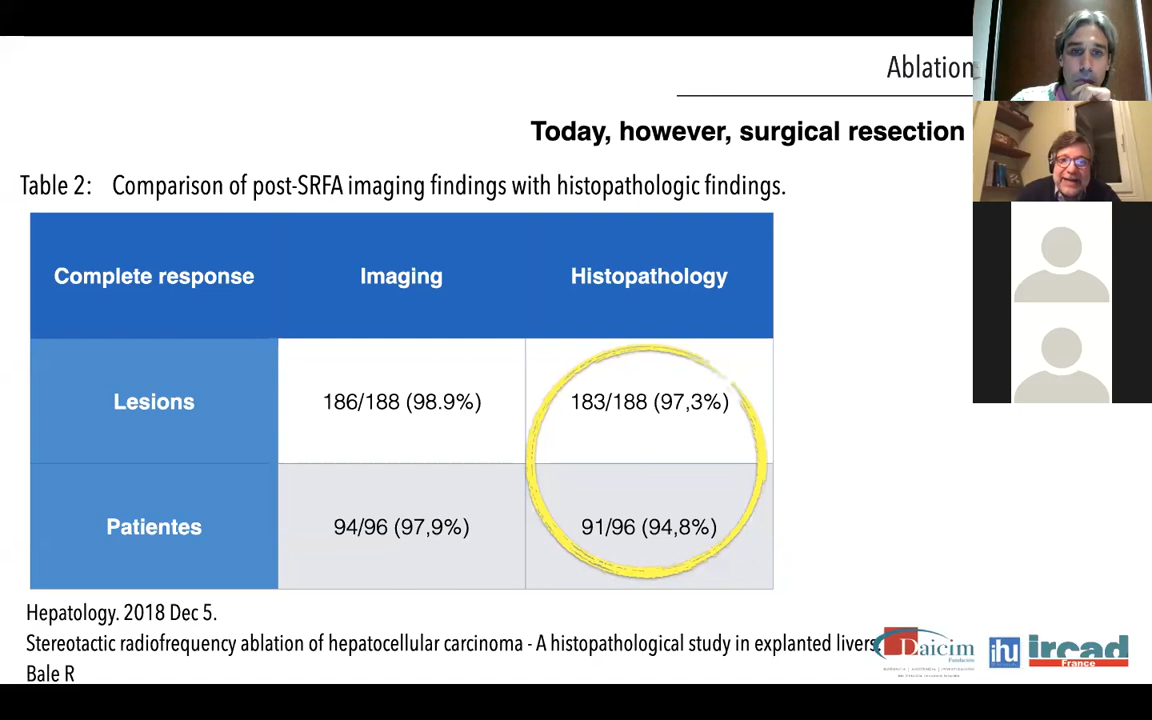 Ablation
Today, however, surgical resection
Table 2: Comparison of post-SRFA imaging findings with histopathologic findings.
Complete response Imaging Histopathology
Lesions 186/188 (98.9%) 183/188 (97,3%)
Patientes 94/96 (97,9%) 91/96 (94,8%)
Hepatology. 2018 Dec 5.
Stereotactic radiofrequency ablation of hepatocellular carcinoma - A histopathological study in explanted livers
Bale R
Daicim
ihu
ircad
France